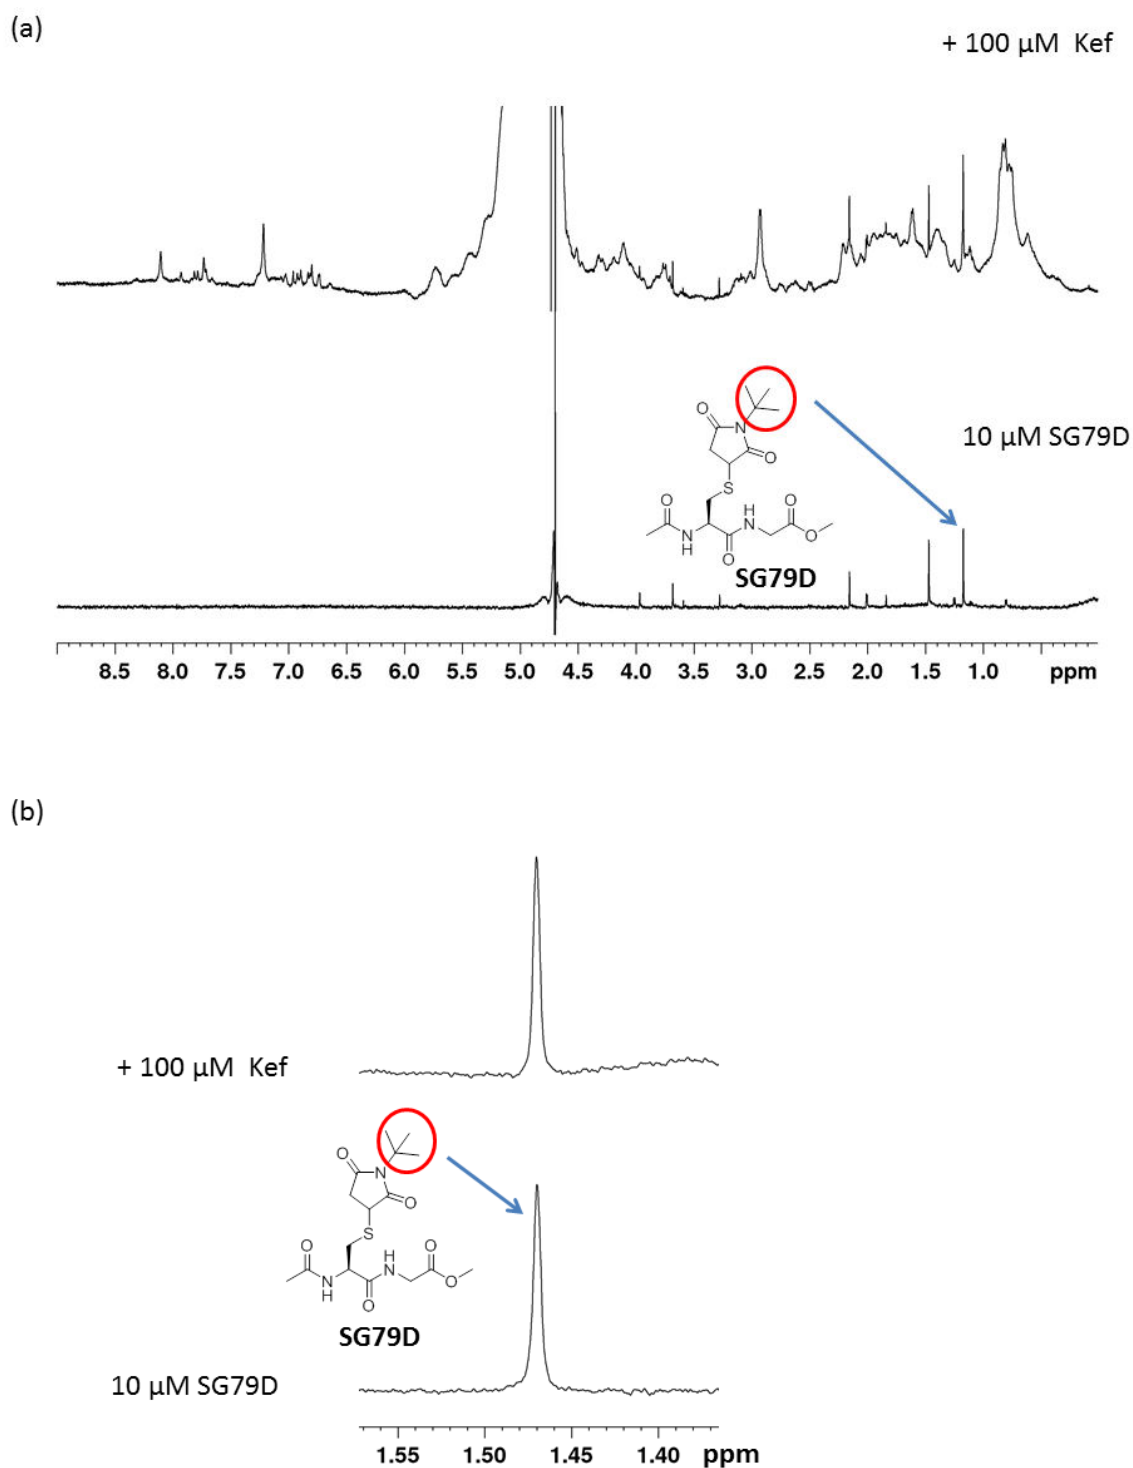 (a)
+ 100 μM Kef
10 μM SG79D
O
N
O
S
O
H
N
O
N
H
O
O
SG79D
8.5 8.0 7.5 7.0 6.5 6.0 5.5 5.0 4.5 4.0 3.5 3.0 2.5 2.0 1.5 1.0 ppm
(b)
+ 100 μM Kef
O
N
O
S
O
H
N
O
N
H
O
O
SG79D
10 μM SG79D
1.55 1.50 1.45 1.40 ppm